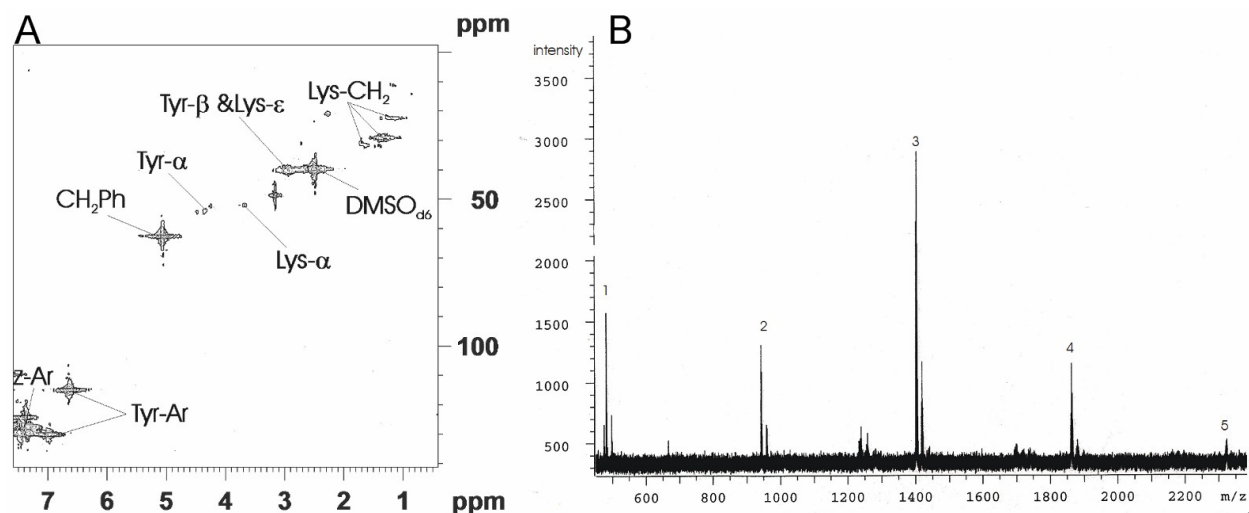 A
ppm
Lys-CH2
Tyr-β &Lys-ε
Tyr-α
50
CH2Ph
DMSOd6
Lys-α
100
Z-Ar
Tyr-Ar
7 6 5 4 3 2 1 ppm
B
intensity
3500
3000
2500
2000
1500
1000
500
1
2
3
4
5
600 800 1000 1200 1400 1600 1800 2000 2200 m/z